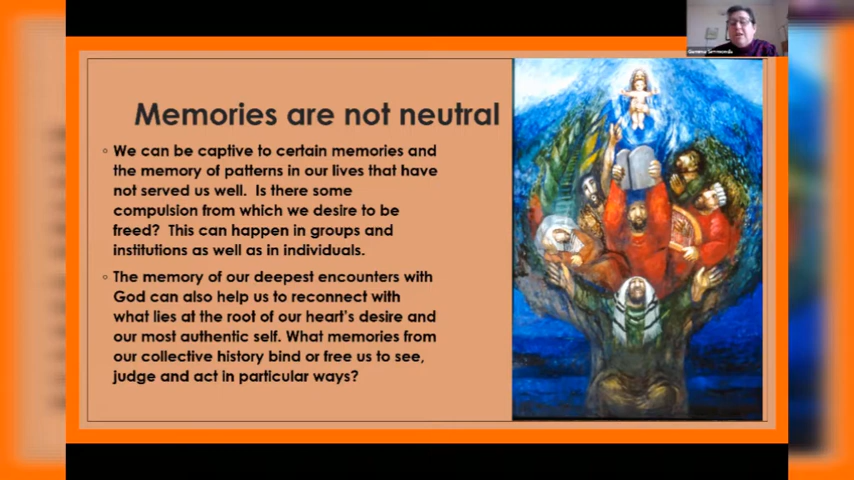 Gemma Simmonds
Memories are not neutral
◦ We can be captive to certain memories and
the memory of patterns in our lives that have
not served us well. Is there some
compulsion from which we desire to be
freed? This can happen in groups and
institutions as well as in individuals.
◦ The memory of our deepest encounters with
God can also help us to reconnect with
what lies at the root of our heart's desire and
our most authentic self. What memories from
our collective history bind or free us to see,
judge and act in particular ways?